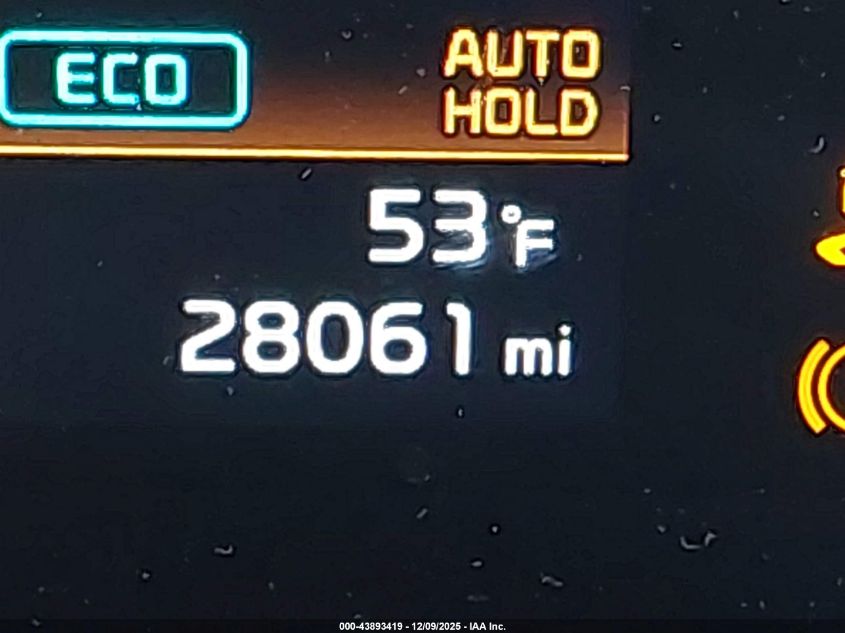 ECO
AUTO
HOLD
53°F
28061 mi
000-43893419 - 12/09/2025 - IAA Inc.